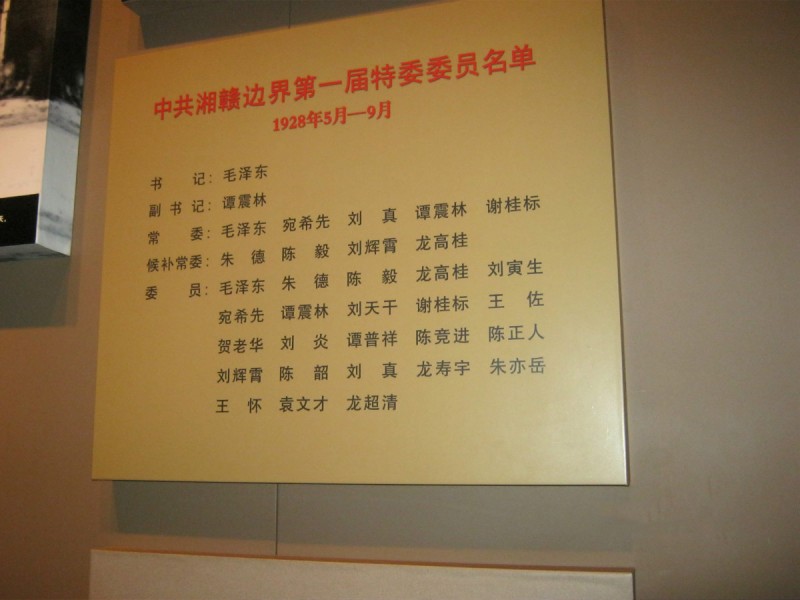 中共湘赣边界第一届特委委员名单
1928年5月—9月
书 记：毛泽东
副 书 记：谭震林
常 委：毛泽东 宛希先 刘 真 谭震林 谢桂标
候补常委：朱 德 陈 毅 刘辉霄 龙高桂
委 员：毛泽东 朱 德 陈 毅 龙高桂 刘寅生
宛希先 谭震林 刘天干 谢桂标 王 佐
贺老华 刘 炎 谭普祥 陈竞进 陈正人
刘辉霄 陈 韶 刘 真 龙寿宇 朱亦岳
王 怀 袁文才 龙超清